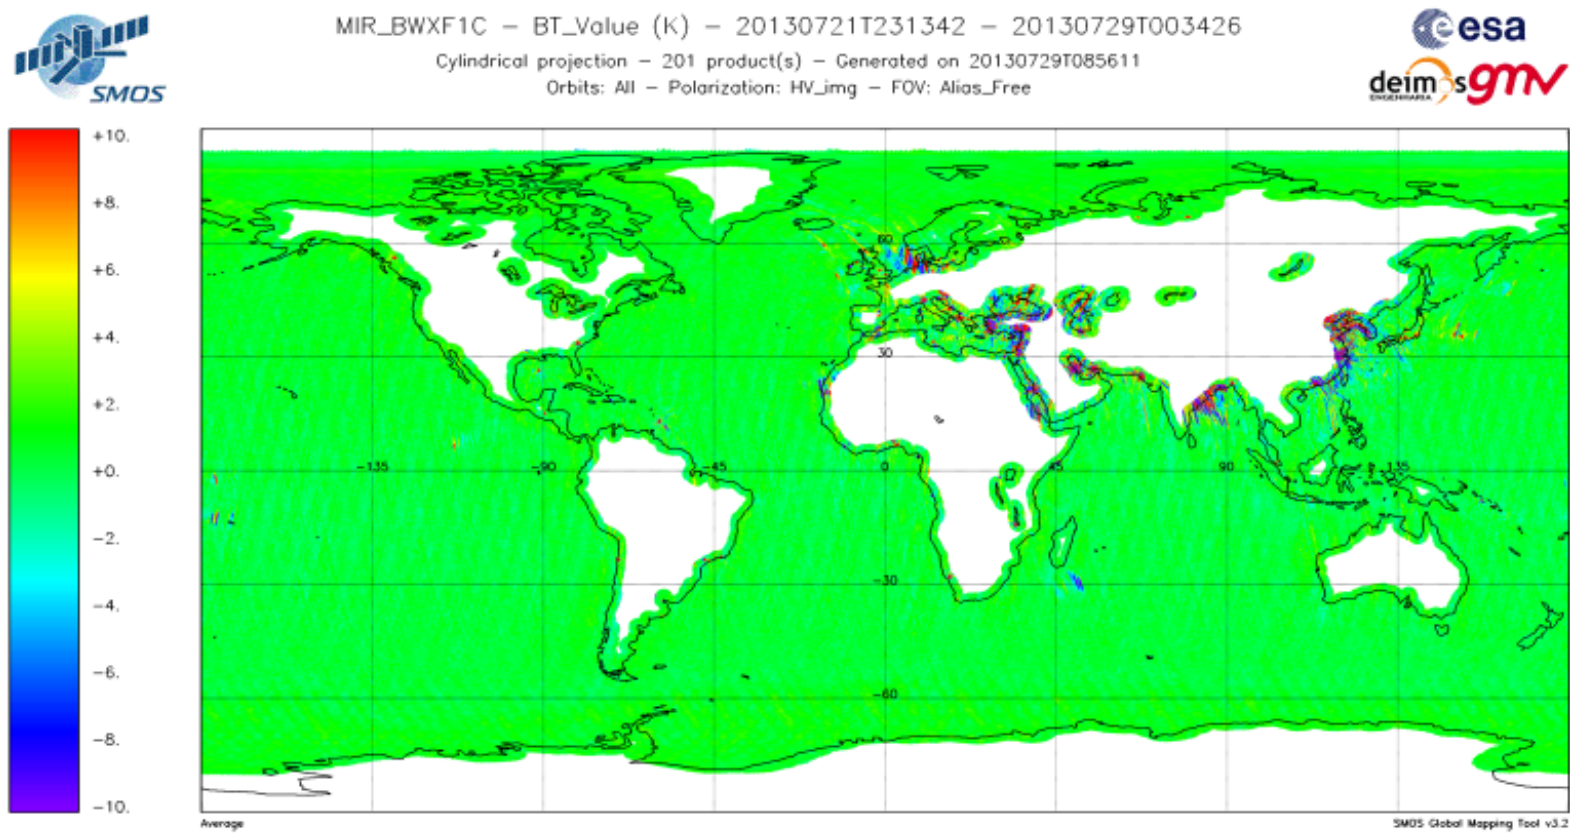 MIR_BWXF1C – BT_Value (K) – 20130721T231342 – 20130729T003426
Cylindrical projection – 201 product(s) – Generated on 20130729T085611
Orbits: All – Polarization: HV_img – FOV: Alias_Free
SMOS
esa
deimos
ENGENHARIA
gmv
+10.
+8.
+6.
+4.
+2.
+0.
-2.
-4.
-6.
-8.
-10.
60
30
-135
-90
-45
0
45
90
135
-30
-60
Average
SMOS Global Mapping Tool v3.2